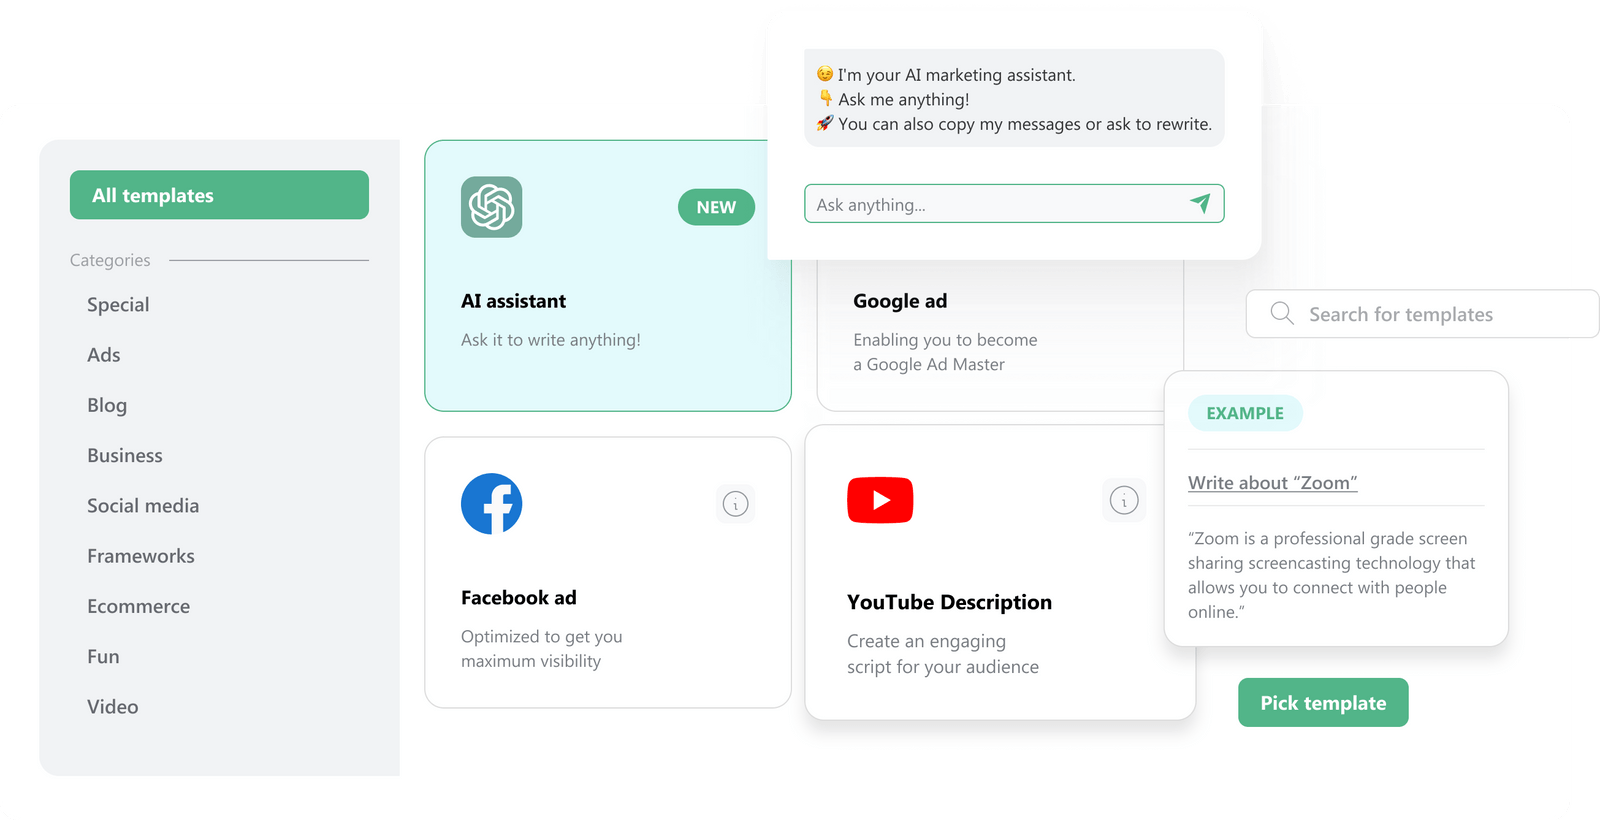 😉 I'm your AI marketing assistant.
👇 Ask me anything!
🚀 You can also copy my messages or ask to rewrite.
Ask anything...
All templates
Categories
Special
Ads
Blog
Business
Social media
Frameworks
Ecommerce
Fun
Video
NEW
AI assistant
Ask it to write anything!
Google ad
Enabling you to become
a Google Ad Master
Facebook ad
Optimized to get you
maximum visibility
YouTube Description
Create an engaging
script for your audience
Search for templates
EXAMPLE
Write about “Zoom”
“Zoom is a professional grade screen
sharing screencasting technology that
allows you to connect with people
online.”
Pick template